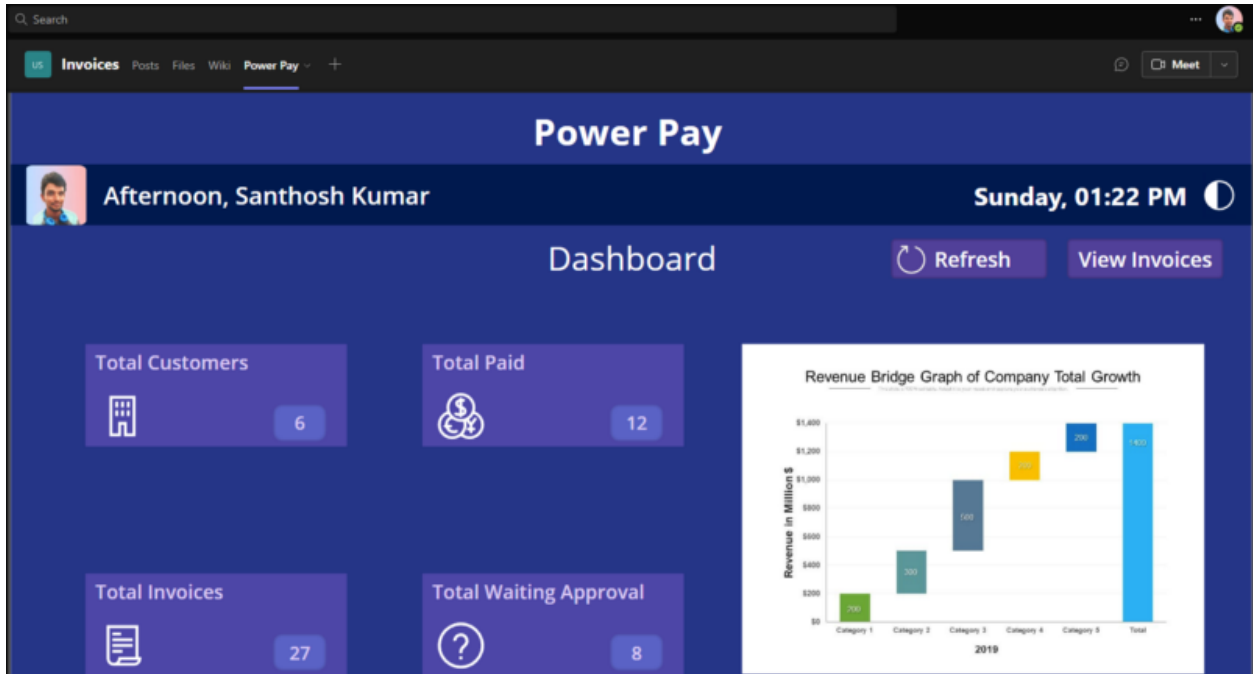 Search
...
US Invoices Posts Files Wiki Power Pay +
Meet
Power Pay
Afternoon, Santhosh Kumar
Sunday, 01:22 PM
Dashboard
Refresh
View Invoices
Total Customers
6
Total Paid
12
Total Invoices
27
Total Waiting Approval
8
Revenue Bridge Graph of Company Total Growth
Revenue in Million $
$1,400
$1,200
$1,000
$800
$600
$400
$200
$0
200
300
500
200
1400
Category 1
Category 2
Category 3
Category 4
Category 5
Total
2019